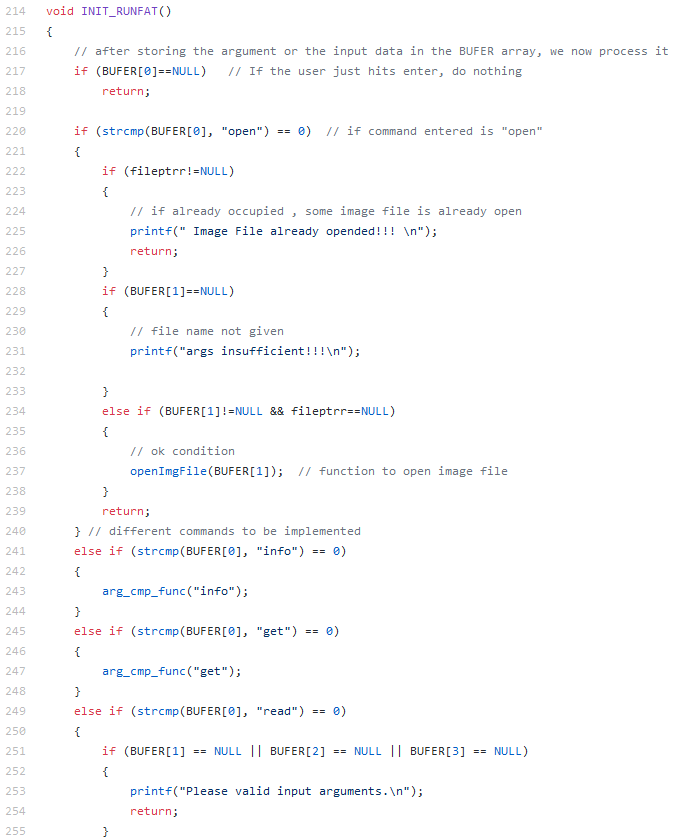 214 void INIT_RUNFAT()
215 {
216     // after storing the argument or the input data in the BUFER array, we now process it
217     if (BUFER[0]==NULL)   // If the user just hits enter, do nothing
218         return;
219
220     if (strcmp(BUFER[0], "open") == 0)  // if command entered is "open"
221     {
222         if (fileptrr!=NULL)
223         {
224             // if already occupied , some image file is already open
225             printf(" Image File already opended!!! \n");
226             return;
227         }
228         if (BUFER[1]==NULL)
229         {
230             // file name not given
231             printf("args insufficient!!!\n");
232
233         }
234         else if (BUFER[1]!=NULL && fileptrr==NULL)
235         {
236             // ok condition
237             openImgFile(BUFER[1]);  // function to open image file
238         }
239         return;
240     } // different commands to be implemented
241     else if (strcmp(BUFER[0], "info") == 0)
242     {
243         arg_cmp_func("info");
244     }
245     else if (strcmp(BUFER[0], "get") == 0)
246     {
247         arg_cmp_func("get");
248     }
249     else if (strcmp(BUFER[0], "read") == 0)
250     {
251         if (BUFER[1] == NULL || BUFER[2] == NULL || BUFER[3] == NULL)
252         {
253             printf("Please valid input arguments.\n");
254             return;
255         }